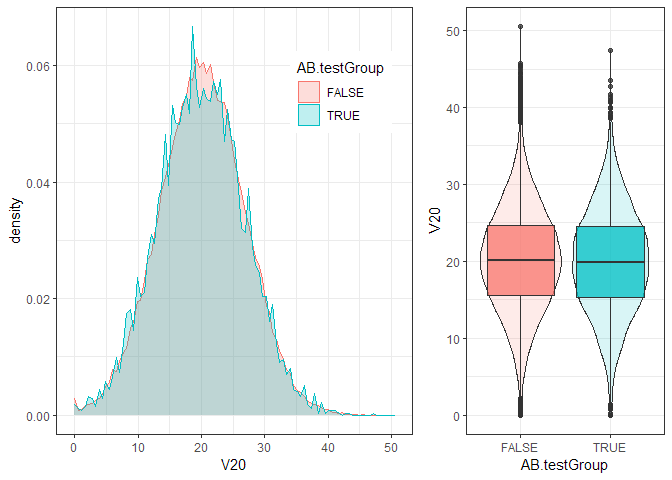 density
0.06
0.04
0.02
0.00
AB.testGroup
FALSE
TRUE
0 10 20 30 40 50
V20
V20
50
40
30
20
10
0
FALSE TRUE
AB.testGroup